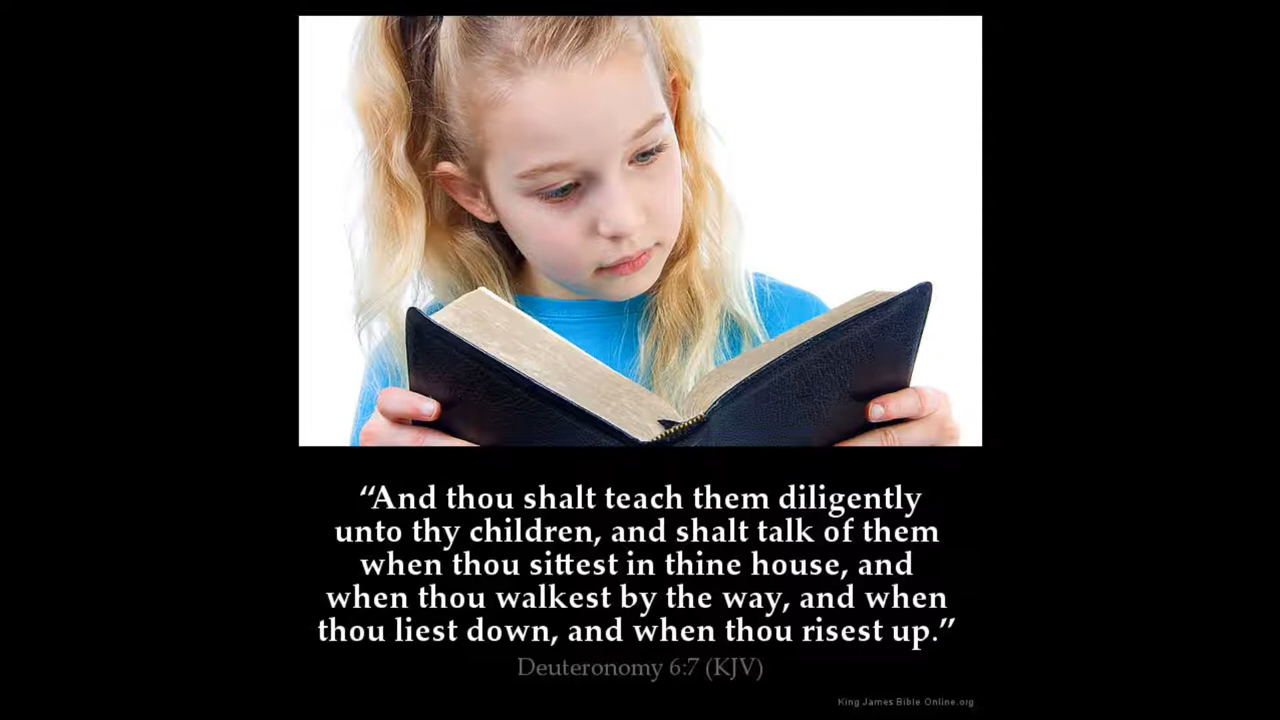 “And thou shalt teach them diligently
unto thy children, and shalt talk of them
when thou sittest in thine house, and
when thou walkest by the way, and when
thou liest down, and when thou risest up.”
Deuteronomy 6:7 (KJV)
King James Bible Online.org